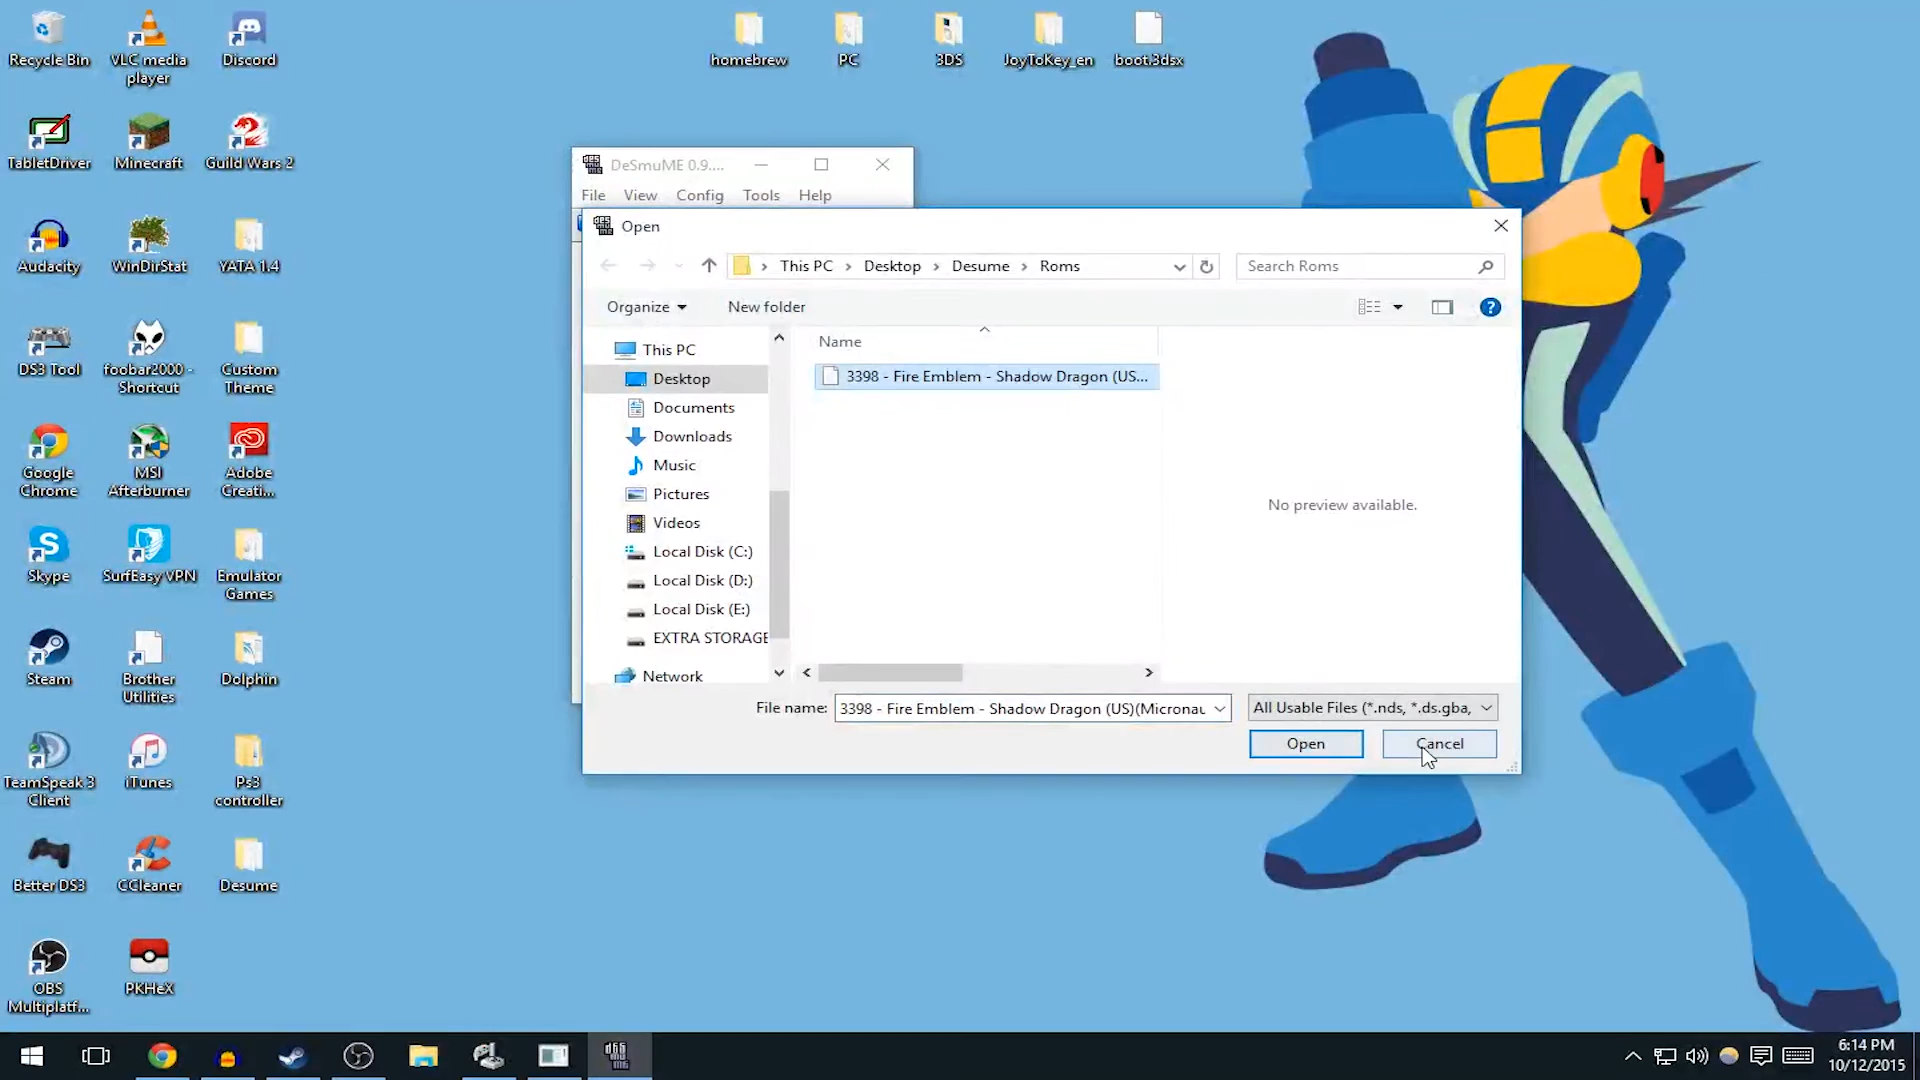 Recycle Bin
VLC media
player
Discord
homebrew
PC
3DS
JoyToKey_en
boot.3dsx
TabletDriver
Minecraft
Guild Wars 2
Audacity
WinDirStat
YATA 1.4
DS3 Tool
foobar2000 -
Shortcut
Custom
Theme
Google
Chrome
MSI
Afterburner
Adobe
Creati...
Skype
SurfEasy VPN
Emulator
Games
Steam
Brother
Utilities
Dolphin
TeamSpeak 3
Client
iTunes
Ps3
controller
Better DS3
CCleaner
Desume
OBS
Multiplatf...
PKHeX
DeSmuME 0.9....
File View Config Tools Help
Open
This PC Desktop Desume Roms
Search Roms
Organize New folder
Name
This PC
Desktop
Documents
Downloads
Music
Pictures
Videos
Local Disk (C:)
Local Disk (D:)
Local Disk (E:)
EXTRA STORAGE
Network
3398 - Fire Emblem - Shadow Dragon (US...
No preview available.
File name: 3398 - Fire Emblem - Shadow Dragon (US)(Micronau
All Usable Files (*.nds, *.ds.gba,
Open Cancel
6:14 PM
10/12/2015